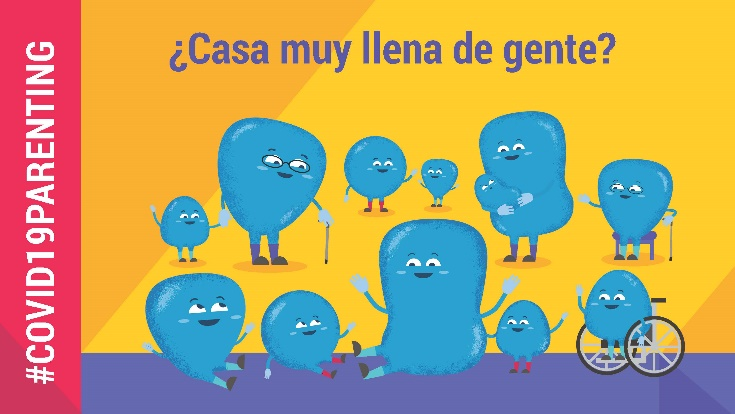 ¿Casa muy llena de gente?
#COVID19PARENTING